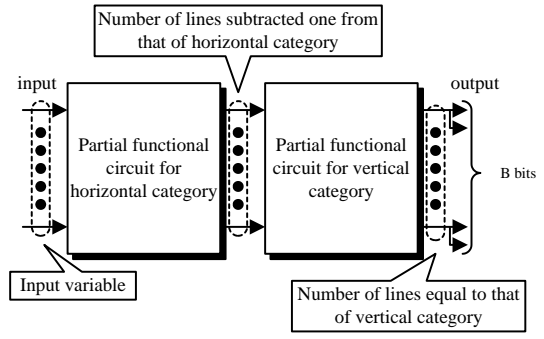 Number of lines subtracted one from
that of horizontal category
input
output
Partial functional
circuit for
horizontal category
Partial functional
circuit for vertical
category
B bits
Input variable
Number of lines equal to that
of vertical category